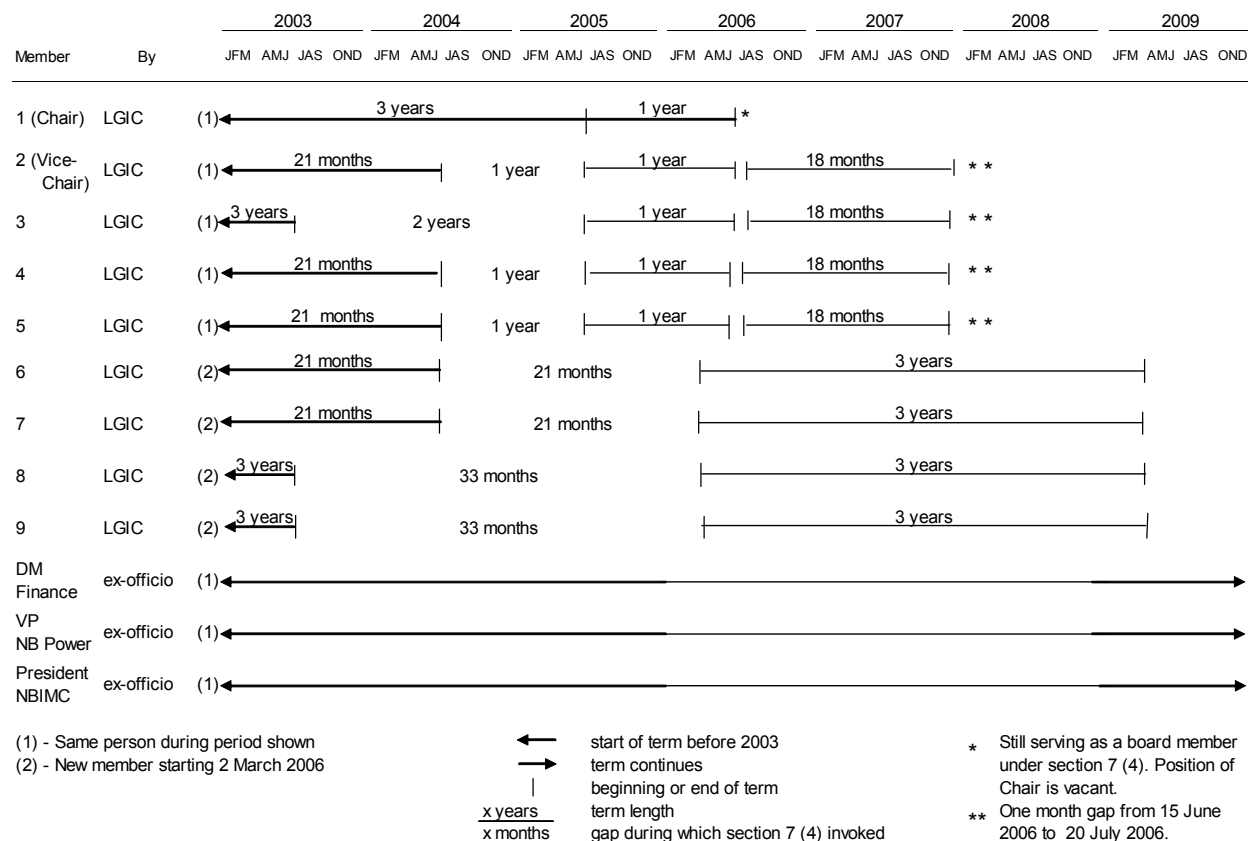 2003 2004 2005 2006 2007 2008 2009
Member By JFM AMJ JAS OND JFM AMJ JAS OND JFM AMJ JAS OND JFM AMJ JAS OND JFM AMJ JAS OND JFM AMJ JAS OND JFM AMJ JAS OND
1 (Chair) LGIC (1) 3 years 1 year *
2 (Vice-
Chair) LGIC (1) 21 months 1 year 1 year 18 months * *
3 LGIC (1) 3 years 2 years 1 year 18 months * *
4 LGIC (1) 21 months 1 year 1 year 18 months * *
5 LGIC (1) 21 months 1 year 1 year 18 months * *
6 LGIC (2) 21 months 21 months 3 years
7 LGIC (2) 21 months 21 months 3 years
8 LGIC (2) 3 years 33 months 3 years
9 LGIC (2) 3 years 33 months 3 years
DM
Finance ex-officio (1)
VP
NB Power ex-officio (1)
President
NBIMC ex-officio (1)
(1) - Same person during period shown
(2) - New member starting 2 March 2006
start of term before 2003
term continues
beginning or end of term
x years term length
x months gap during which section 7 (4) invoked
* Still serving as a board member
under section 7 (4). Position of
Chair is vacant.
** One month gap from 15 June
2006 to 20 July 2006.